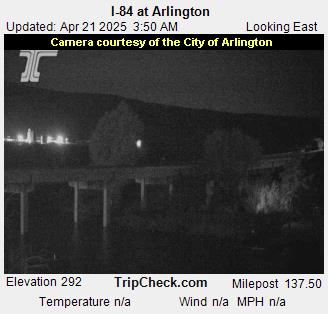 I-84 at Arlington
Updated: Apr 21 2025 3:50 AM Looking East
Camera courtesy of the City of Arlington
Elevation 292 TripCheck.com Milepost 137.50
Temperature n/a Wind n/a MPH n/a